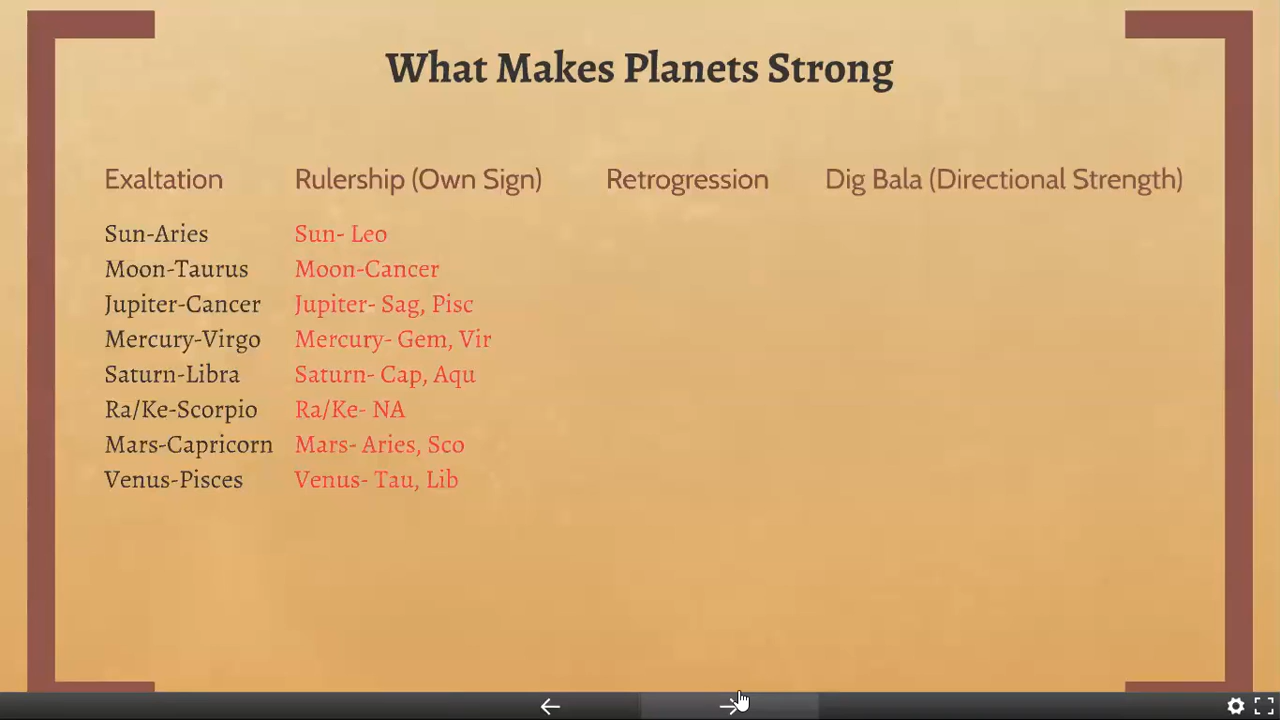 What Makes Planets Strong
Exaltation
Sun-Aries
Moon-Taurus
Jupiter-Cancer
Mercury-Virgo
Saturn-Libra
Ra/Ke-Scorpio
Mars-Capricorn
Venus-Pisces
Rulership (Own Sign)
Sun- Leo
Moon-Cancer
Jupiter- Sag, Pisc
Mercury- Gem, Vir
Saturn- Cap, Aqu
Ra/Ke- NA
Mars- Aries, Sco
Venus- Tau, Lib
Retrogression
Dig Bala (Directional Strength)